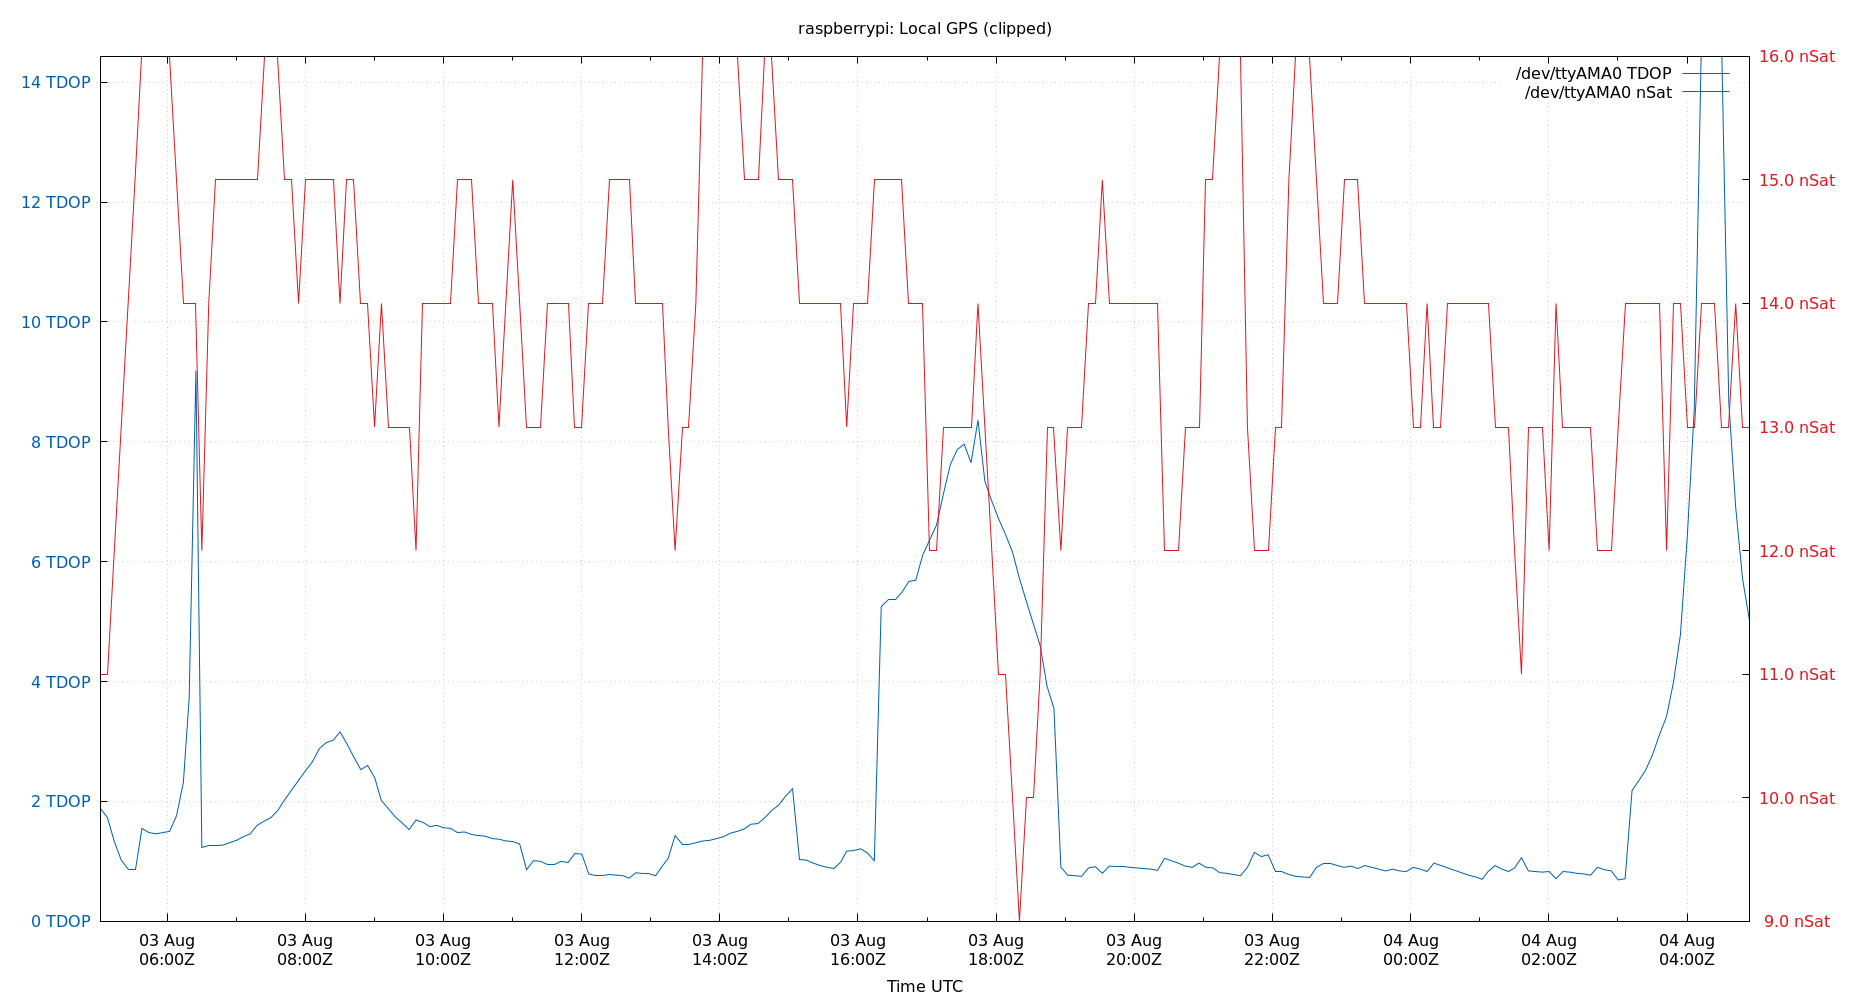 raspberrypi: Local GPS (clipped)
14 TDOP
12 TDOP
10 TDOP
8 TDOP
6 TDOP
4 TDOP
2 TDOP
0 TDOP
16.0 nSat
15.0 nSat
14.0 nSat
13.0 nSat
12.0 nSat
11.0 nSat
10.0 nSat
9.0 nSat
/dev/ttyAMA0 TDOP
/dev/ttyAMA0 nSat
03 Aug 03 Aug 03 Aug 03 Aug 03 Aug 03 Aug 03 Aug 03 Aug 03 Aug 04 Aug 04 Aug 04 Aug
06:00Z 08:00Z 10:00Z 12:00Z 14:00Z 16:00Z 18:00Z 20:00Z 22:00Z 00:00Z 02:00Z 04:00Z
Time UTC